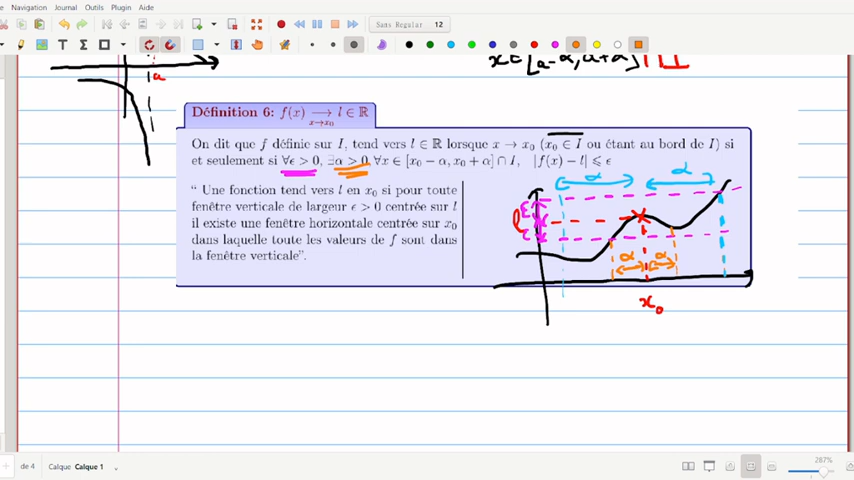 Navigation Journal Outils Plugin Aide
Sans Regular 12
T Σ
a
x∈[a-α,a+α]
Définition 6: f(x) ⟶ l ∈ ℝ
x→x₀
On dit que f définie sur I, tend vers l ∈ ℝ lorsque x → x₀ (x₀ ∈ I ou étant au bord de I) si
et seulement si ∀ϵ > 0, ∃α > 0, ∀x ∈ [x₀ − α, x₀ + α] ∩ I, |f(x) − l| ⩽ ϵ
“ Une fonction tend vers l en x₀ si pour toute
fenêtre verticale de largeur ϵ > 0 centrée sur l
il existe une fenêtre horizontale centrée sur x₀
dans laquelle toute les valeurs de f sont dans
la fenêtre verticale”.
α α
ε
l
ε
α α
x₀
de 4 Calque Calque 1
287%